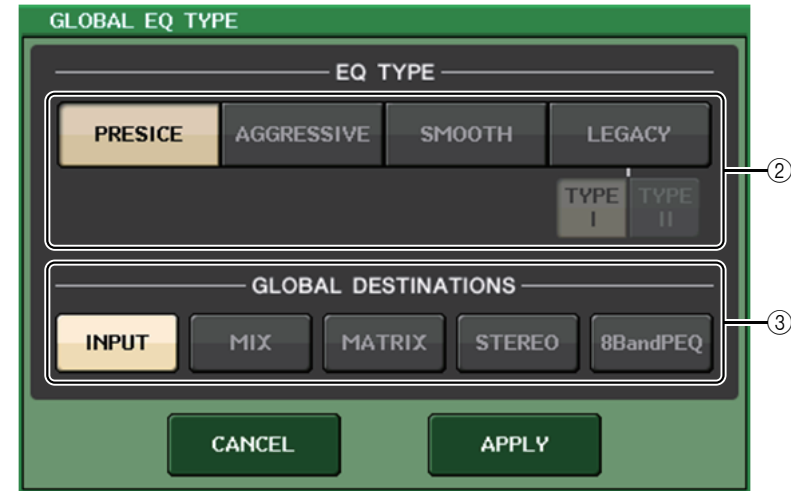 GLOBAL EQ TYPE
EQ TYPE
PRESICE AGGRESSIVE SMOOTH LEGACY
②
TYPE I TYPE II
GLOBAL DESTINATIONS
③
INPUT MIX MATRIX STEREO 8BandPEQ
CANCEL APPLY